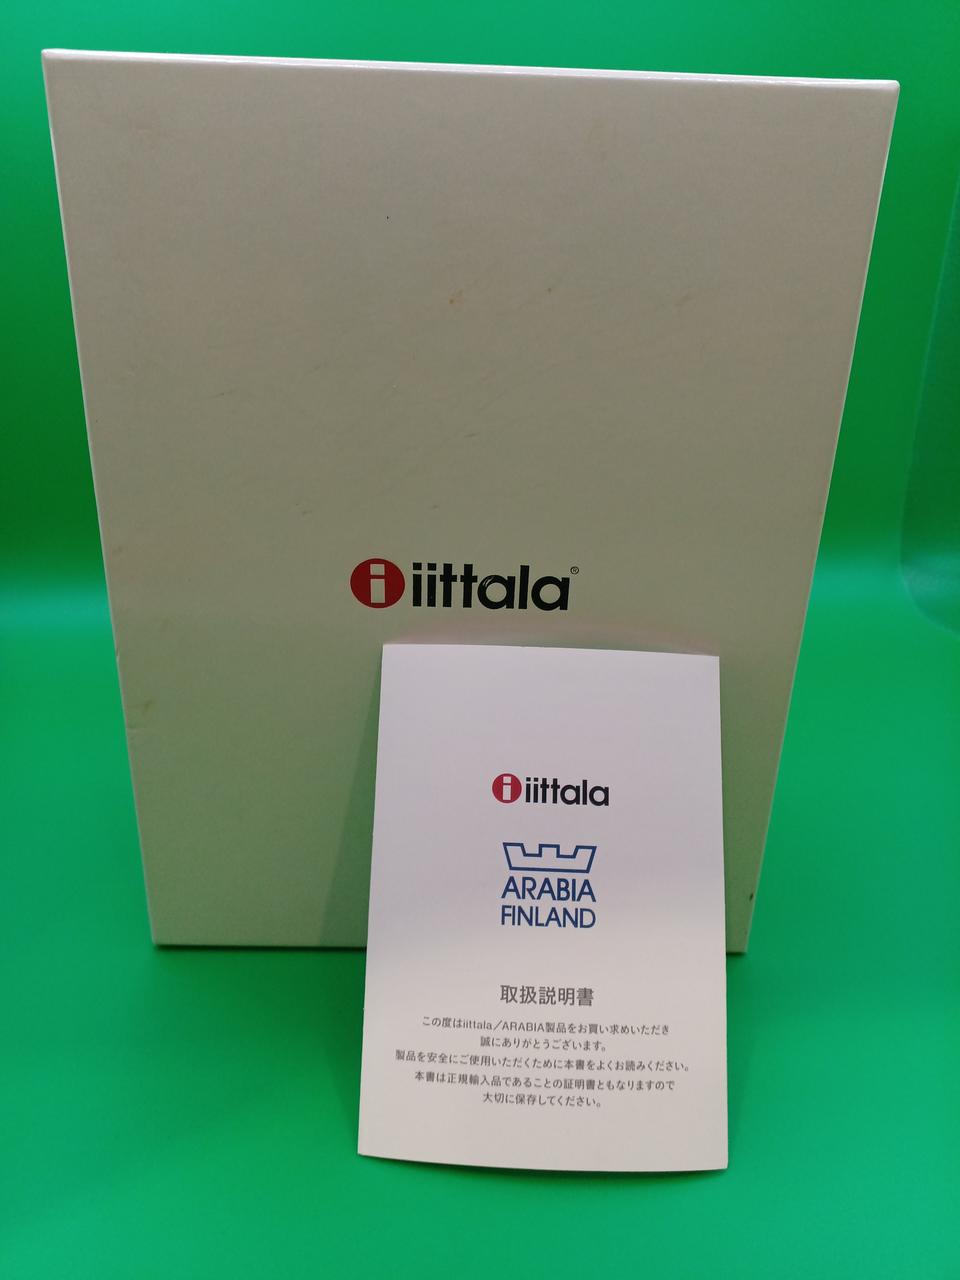 i iittala®
i iittala
ARABIA
FINLAND
取扱説明書
この度はiittala／ARABIA製品をお買い求めいただき
誠にありがとうございます。
製品を安全にご使用いただくために本書をよくお読みください。
本書は正規輸入品であることの証明書ともなりますので
大切に保存してください。